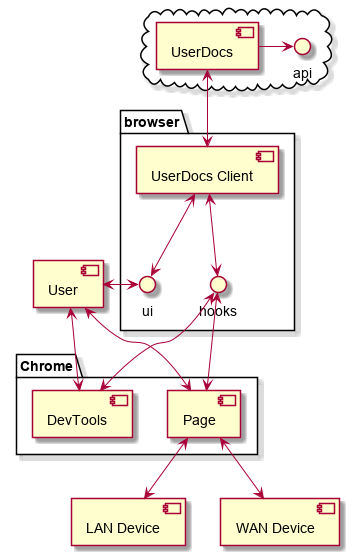 UserDocs
api
browser
UserDocs Client
User
ui
hooks
Chrome
DevTools
Page
LAN Device
WAN Device